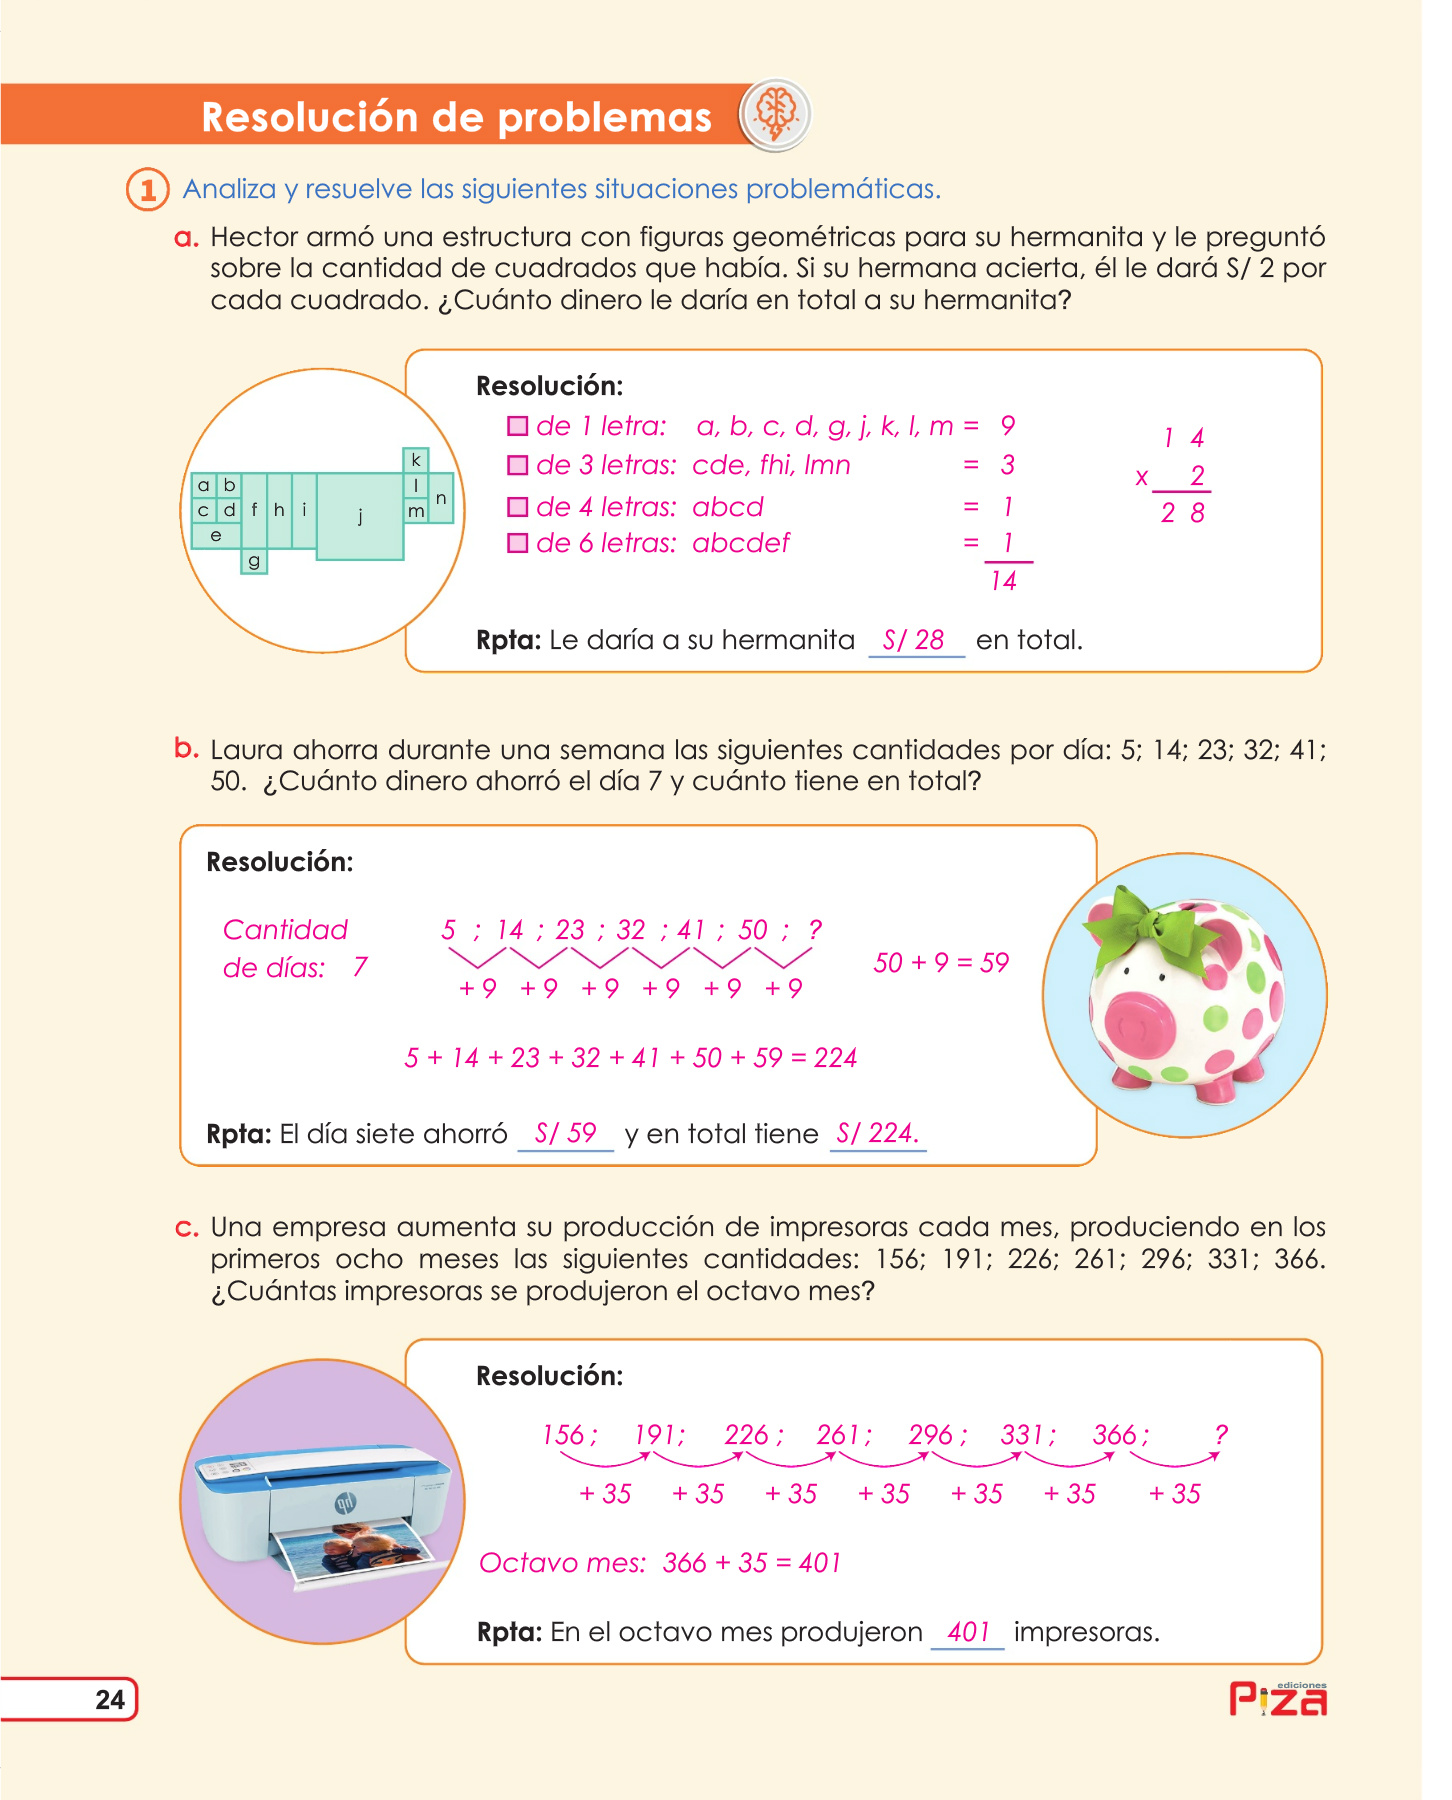 Resolución de problemas
1 Analiza y resuelve las siguientes situaciones problemáticas.
a. Hector armó una estructura con figuras geométricas para su hermanita y le preguntó
sobre la cantidad de cuadrados que había. Si su hermana acierta, él le dará S/ 2 por
cada cuadrado. ¿Cuánto dinero le daría en total a su hermanita?
k
a b l n
c d f h i j m
e
g
Resolución:
de 1 letra: a, b, c, d, g, j, k, l, m = 9
de 3 letras: cde, fhi, lmn = 3
de 4 letras: abcd = 1
de 6 letras: abcdef = 1
14
1 4
x 2
2 8
Rpta: Le daría a su hermanita S/ 28 en total.
b. Laura ahorra durante una semana las siguientes cantidades por día: 5; 14; 23; 32; 41;
50. ¿Cuánto dinero ahorró el día 7 y cuánto tiene en total?
Resolución:
Cantidad
de días: 7
5 ; 14 ; 23 ; 32 ; 41 ; 50 ; ?
+ 9 + 9 + 9 + 9 + 9 + 9
50 + 9 = 59
5 + 14 + 23 + 32 + 41 + 50 + 59 = 224
Rpta: El día siete ahorró S/ 59 y en total tiene S/ 224.
c. Una empresa aumenta su producción de impresoras cada mes, produciendo en los
primeros ocho meses las siguientes cantidades: 156; 191; 226; 261; 296; 331; 366.
¿Cuántas impresoras se produjeron el octavo mes?
hp
Resolución:
156 ; 191; 226 ; 261 ; 296 ; 331 ; 366 ; ?
+ 35 + 35 + 35 + 35 + 35 + 35 + 35
Octavo mes: 366 + 35 = 401
Rpta: En el octavo mes produjeron 401 impresoras.
24
ediciones
Piza